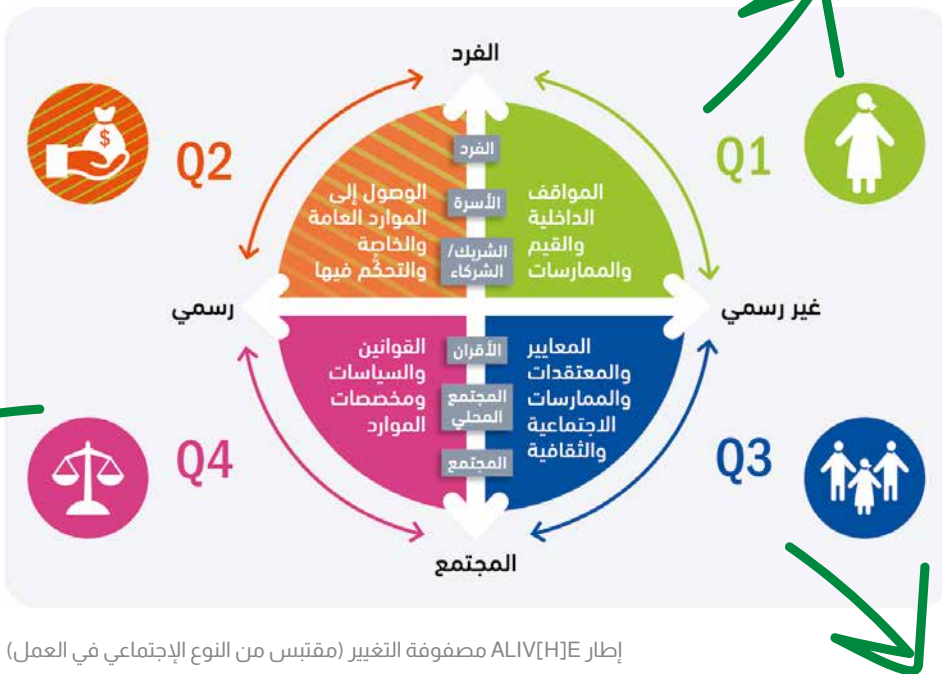 الفرد
Q1
المواقف
الداخلية
والقيم
والممارسات
الفرد
الأسرة
الشريك/
الشركاء
Q2
$
الوصول إلى
الموارد العامة
والخاصة
والتحكُّم فيها
غير رسمي
رسمي
Q3
المعايير
والمعتقدات
والممارسات
الاجتماعية
والثقافية
الأقران
المجتمع
المحلي
المجتمع
Q4
القوانين
والسياسات
ومخصصات
الموارد
المجتمع
إطار ALIV[H]E مصفوفة التغيير (مقتبس من النوع الإجتماعي في العمل)